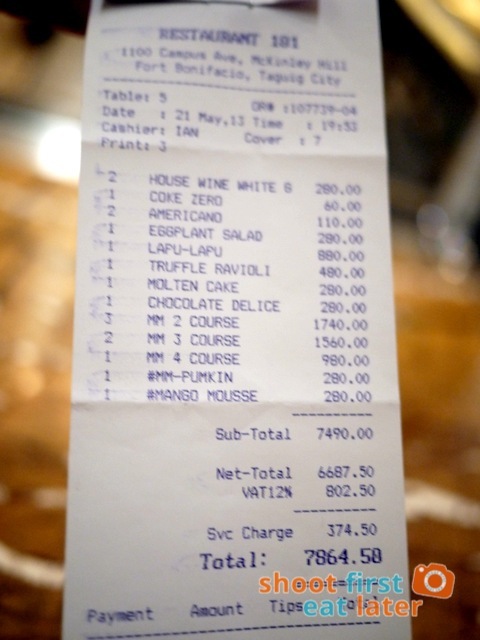 RESTAURANT 101
1100 Campus Ave, McKinley Hill
Fort Bonifacio, Taguig City
Table: 5 OR# :107739-04
Date : 21 May,13 Time : 19:53
Cashier: IAN Cover : 7
Print: 3
2 HOUSE WINE WHITE G 280.00
1 COKE ZERO 60.00
2 AMERICANO 110.00
1 EGGPLANT SALAD 280.00
1 LAPU-LAPU 880.00
1 TRUFFLE RAVIOLI 480.00
1 MOLTEN CAKE 280.00
1 CHOCOLATE DELICE 280.00
3 MM 2 COURSE 1740.00
2 MM 3 COURSE 1560.00
1 MM 4 COURSE 980.00
1 #MM-PUMKIN 280.00
1 #MANGO MOUSSE 280.00
Sub-Total 7490.00
Net-Total 6687.50
VAT12% 802.50
Svc Charge 374.50
Total: 7864.50
shoot first
eat later
Payment Amount Tips